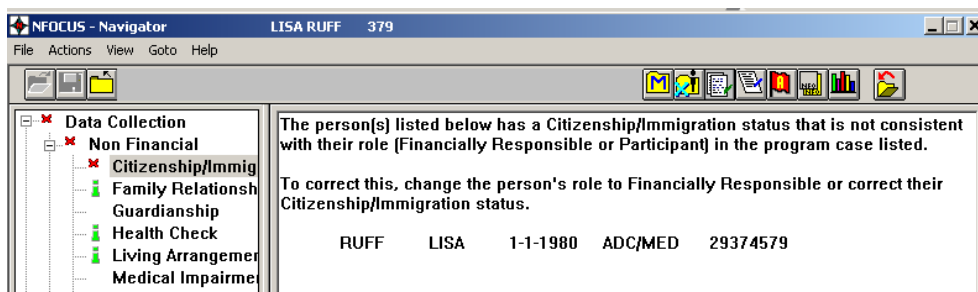 NFOCUS - Navigator LISA RUFF 379
File Actions View Goto Help
Data Collection
Non Financial
Citizenship/Immig
Family Relationsh
Guardianship
Health Check
Living Arrangemer
Medical Impairme
The person(s) listed below has a Citizenship/Immigration status that is not consistent
with their role (Financially Responsible or Participant) in the program case listed.
To correct this, change the person's role to Financially Responsible or correct their
Citizenship/Immigration status.
RUFF LISA 1-1-1980 ADC/MED 29374579